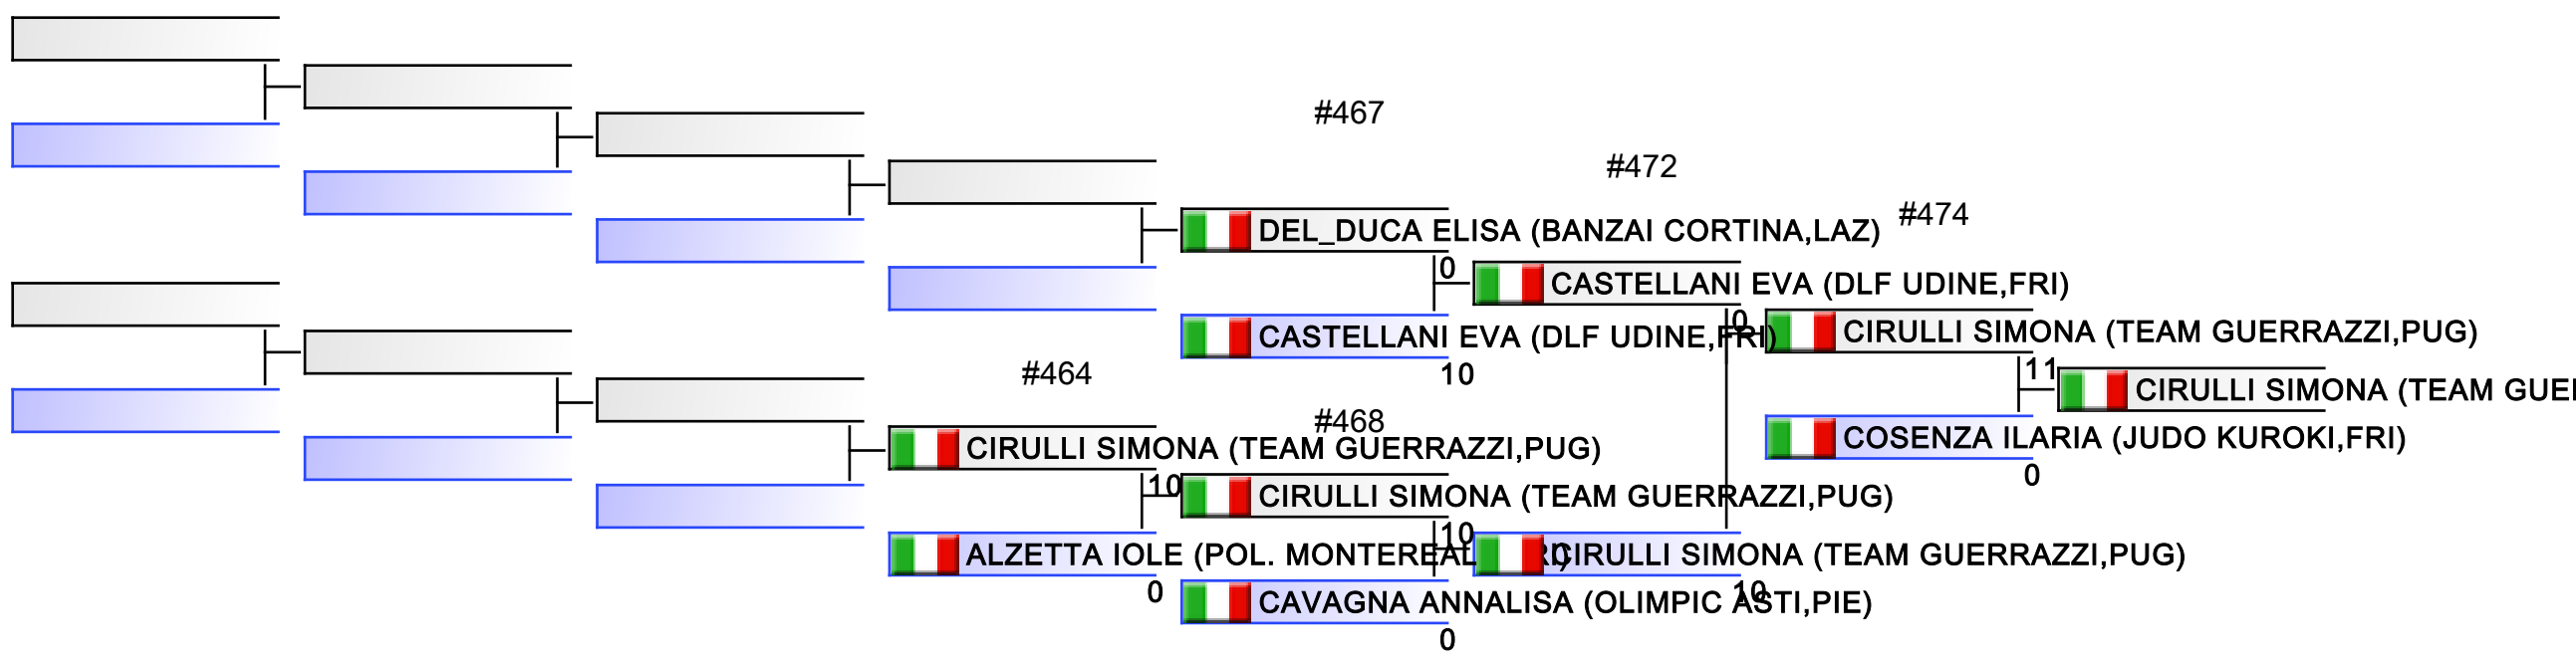 #467
#472
#474
DEL_DUCA ELISA (BANZAI CORTINA,LAZ)
0
CASTELLANI EVA (DLF UDINE,FRI)
0
CIRULLI SIMONA (TEAM GUERRAZZI,PUG)
CASTELLANI EVA (DLF UDINE,FRI)
10
11
CIRULLI SIMONA (TEAM GUE
#464
#468
COSENZA ILARIA (JUDO KUROKI,FRI)
0
CIRULLI SIMONA (TEAM GUERRAZZI,PUG)
10
CIRULLI SIMONA (TEAM GUERRAZZI,PUG)
10
ALZETTA IOLE (POL. MONTEREAL
CIRULLI SIMONA (TEAM GUERRAZZI,PUG)
0
10
CAVAGNA ANNALISA (OLIMPIC ASTI,PIE)
0